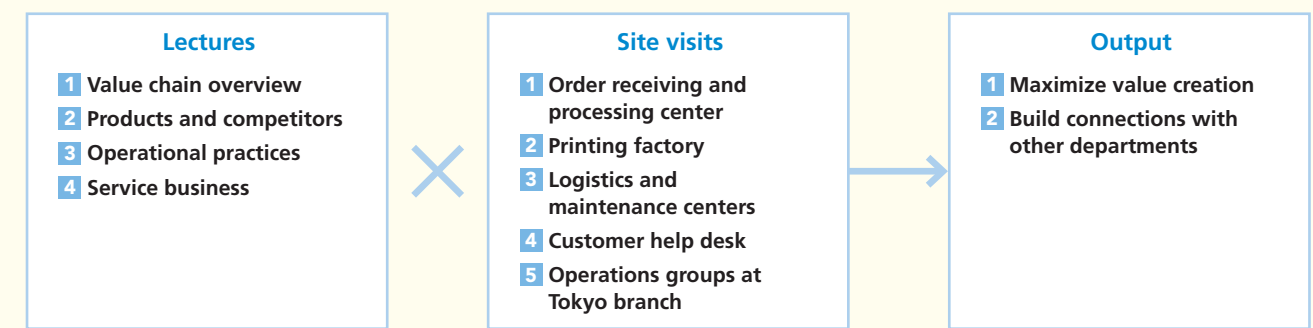 Lectures
1 Value chain overview
2 Products and competitors
3 Operational practices
4 Service business
Site visits
1 Order receiving and
processing center
2 Printing factory
3 Logistics and
maintenance centers
4 Customer help desk
5 Operations groups at
Tokyo branch
Output
1 Maximize value creation
2 Build connections with
other departments